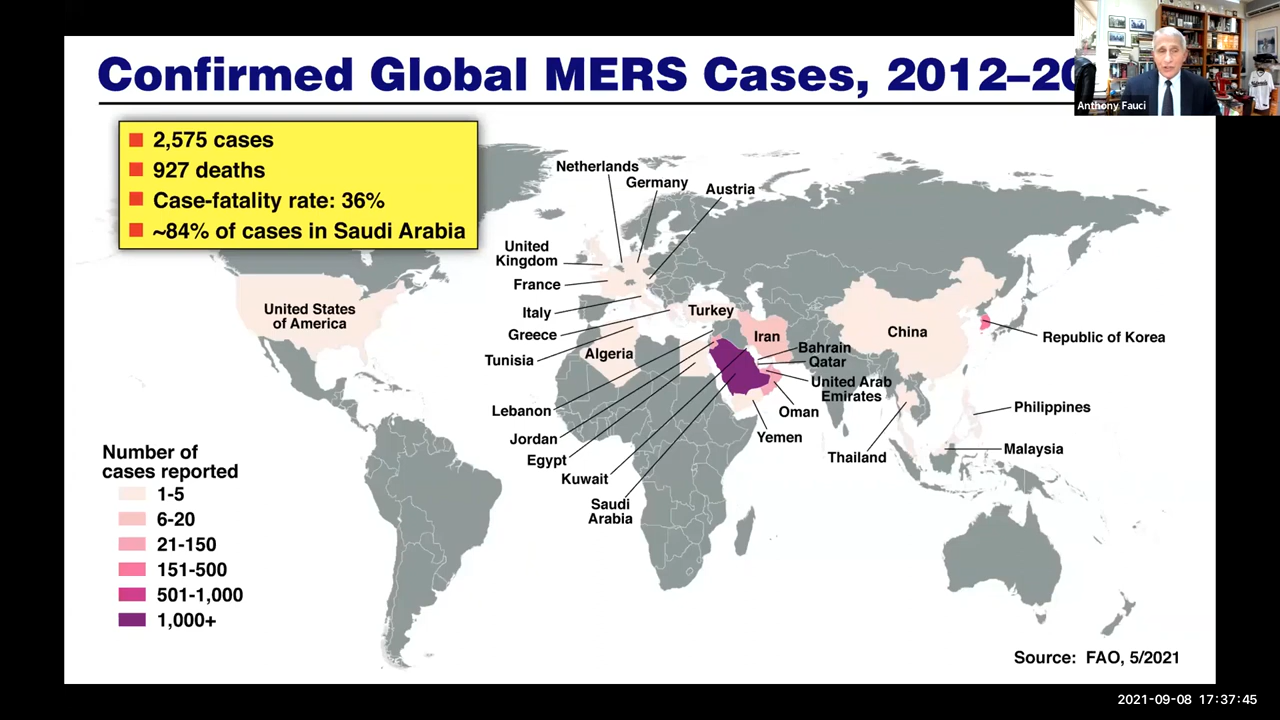 Confirmed Global MERS Cases, 2012–20
Anthony Fauci
2,575 cases
927 deaths
Case-fatality rate: 36%
~84% of cases in Saudi Arabia
Netherlands
Germany
Austria
United
Kingdom
France
Italy
Greece
Tunisia
Turkey
Iran
Algeria
United States
of America
China
Republic of Korea
Bahrain
Qatar
United Arab
Emirates
Oman
Yemen
Lebanon
Jordan
Egypt
Kuwait
Saudi
Arabia
Thailand
Philippines
Malaysia
Number of
cases reported
1-5
6-20
21-150
151-500
501-1,000
1,000+
Source: FAO, 5/2021
2021-09-08 17:37:45